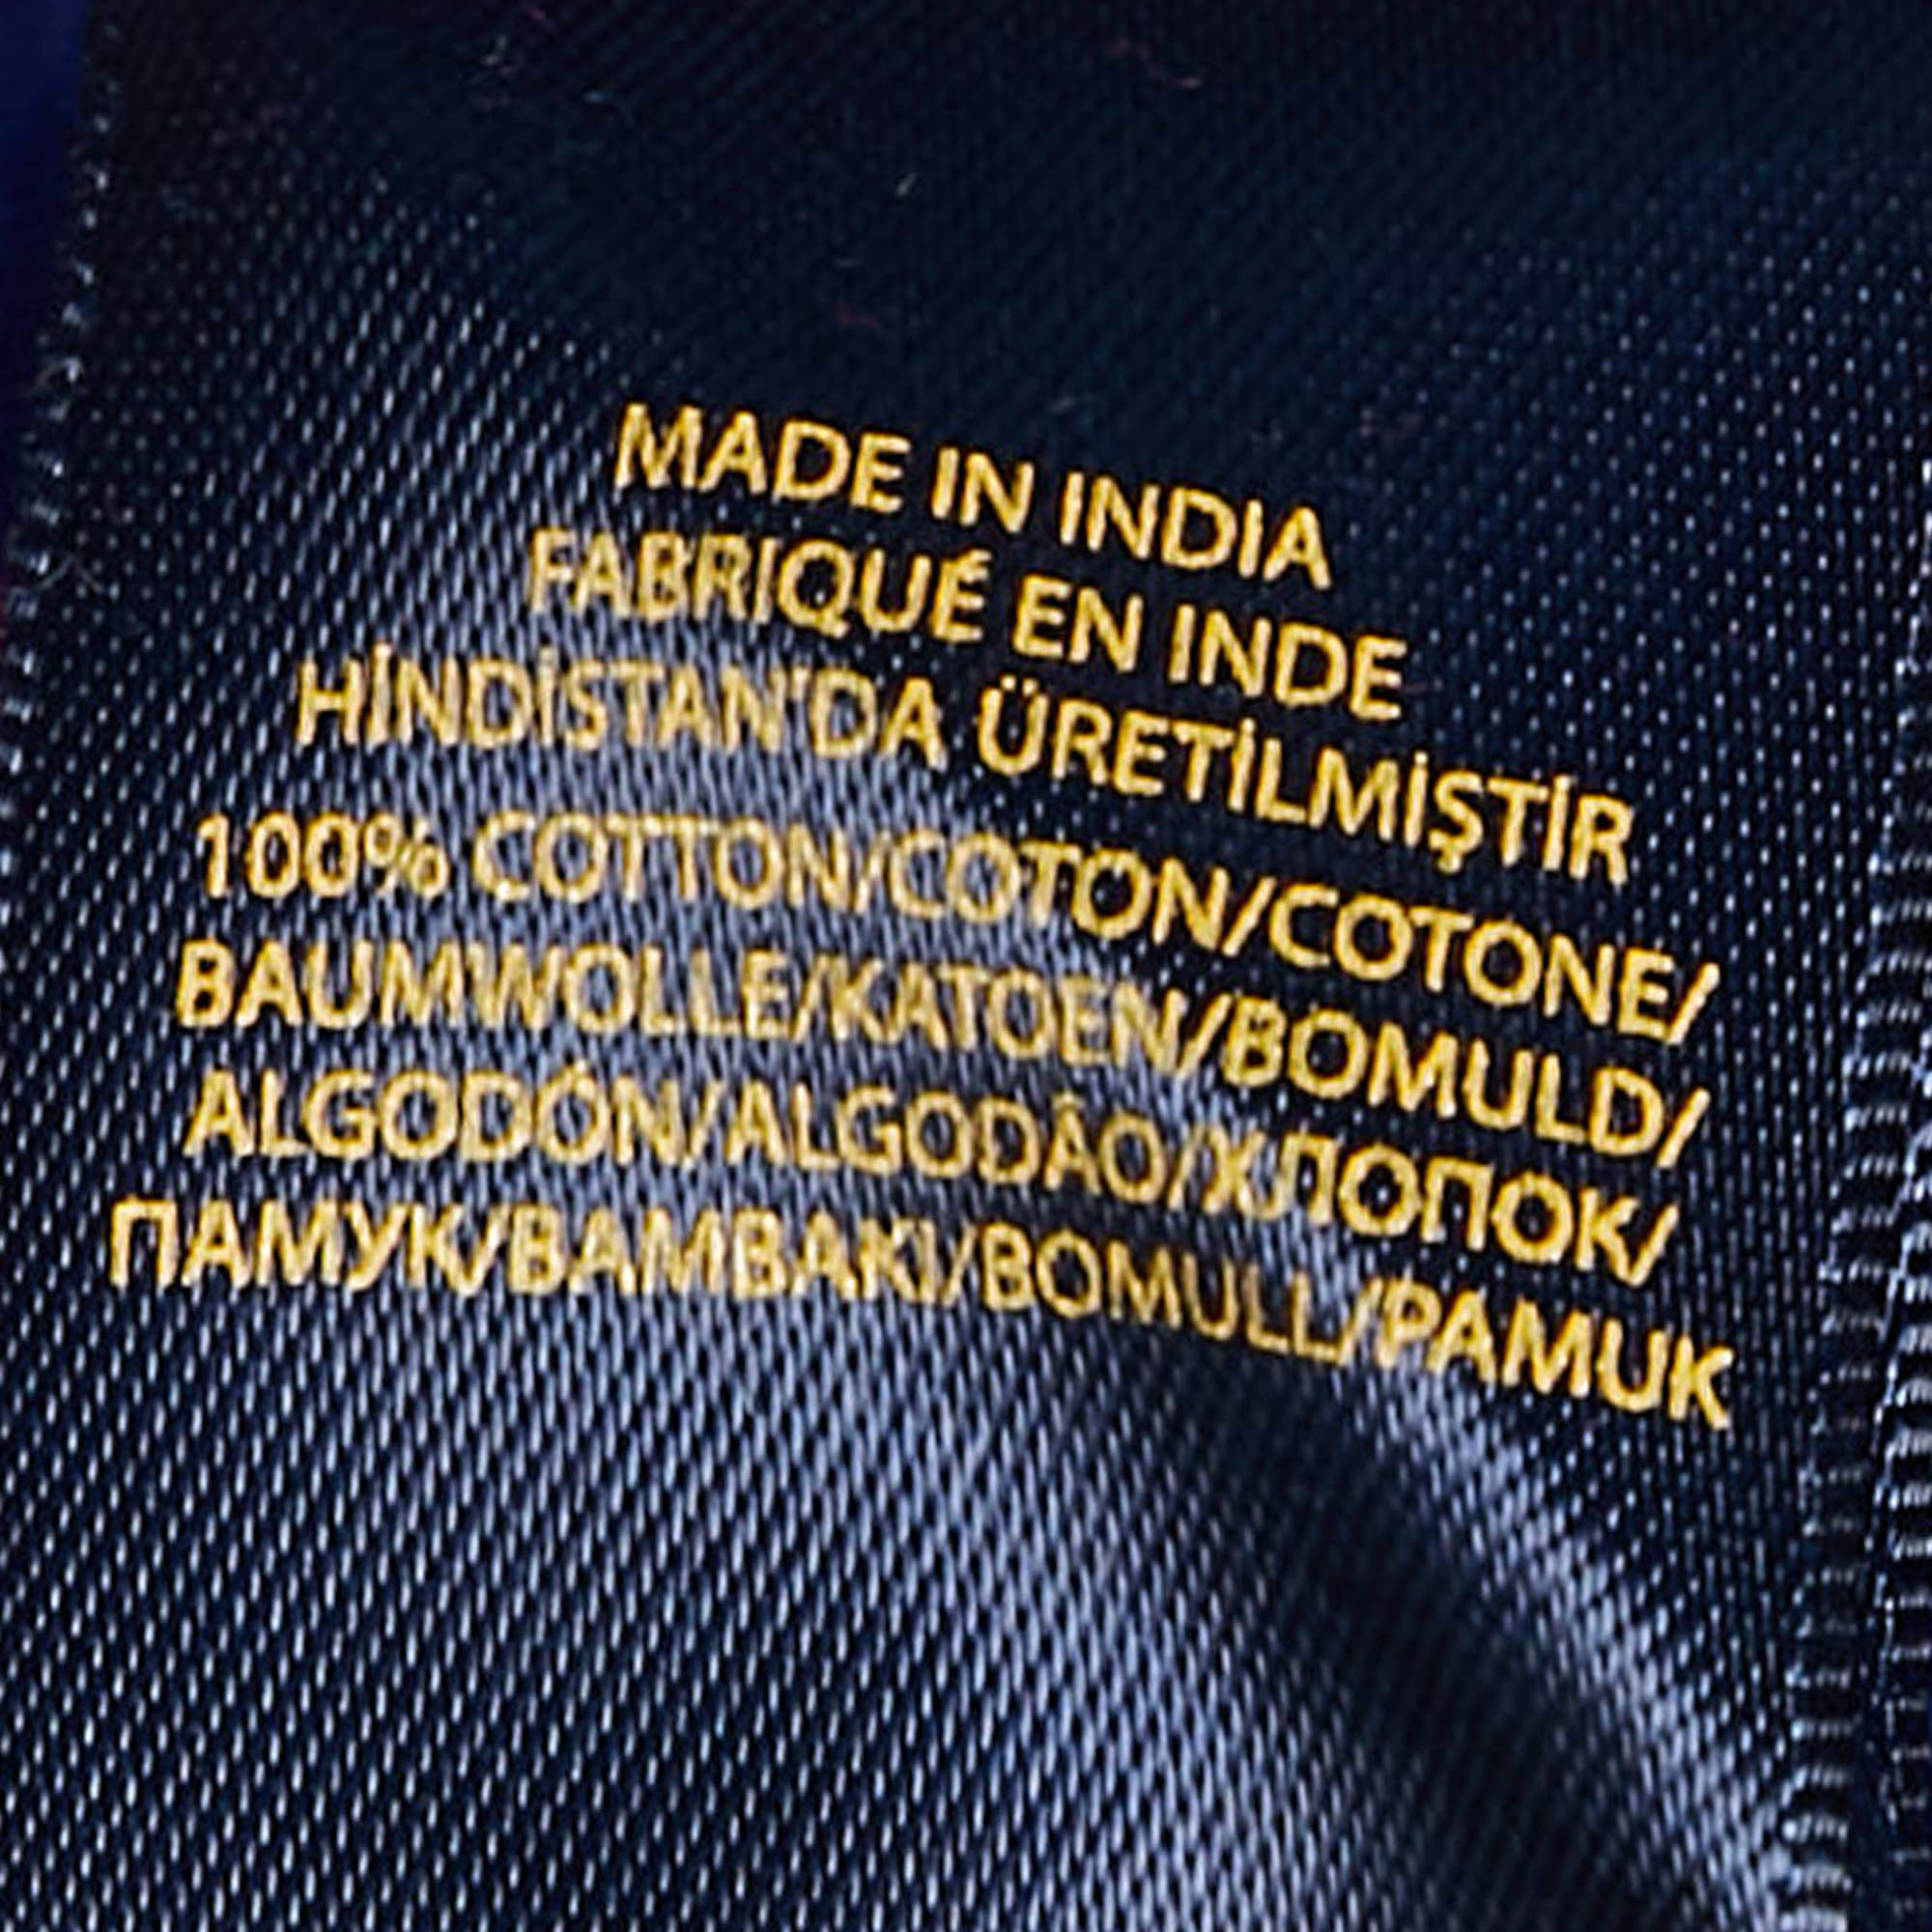 MADE IN INDIA
FABRIQUÉ EN INDE
HİNDİSTAN'DA ÜRETİLMİŞTİR
100% COTTON/COTON/COTONE/
BAUMWOLLE/KATOEN/BOMULD/
ALGODÓN/ALGODÃO/ХЛОПОК/
ПАМУК/ΒΑΜΒΑΚΙ/BOMULL/PAMUK